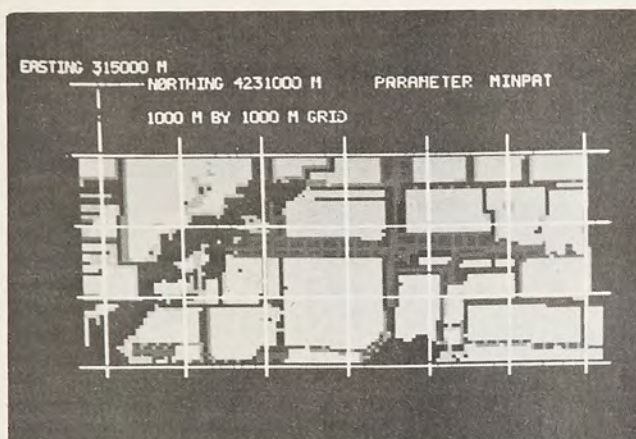 EASTING 315000 M
NØRTHING 4231000 M PARAMETER MINPAT
1000 M BY 1000 M GRID